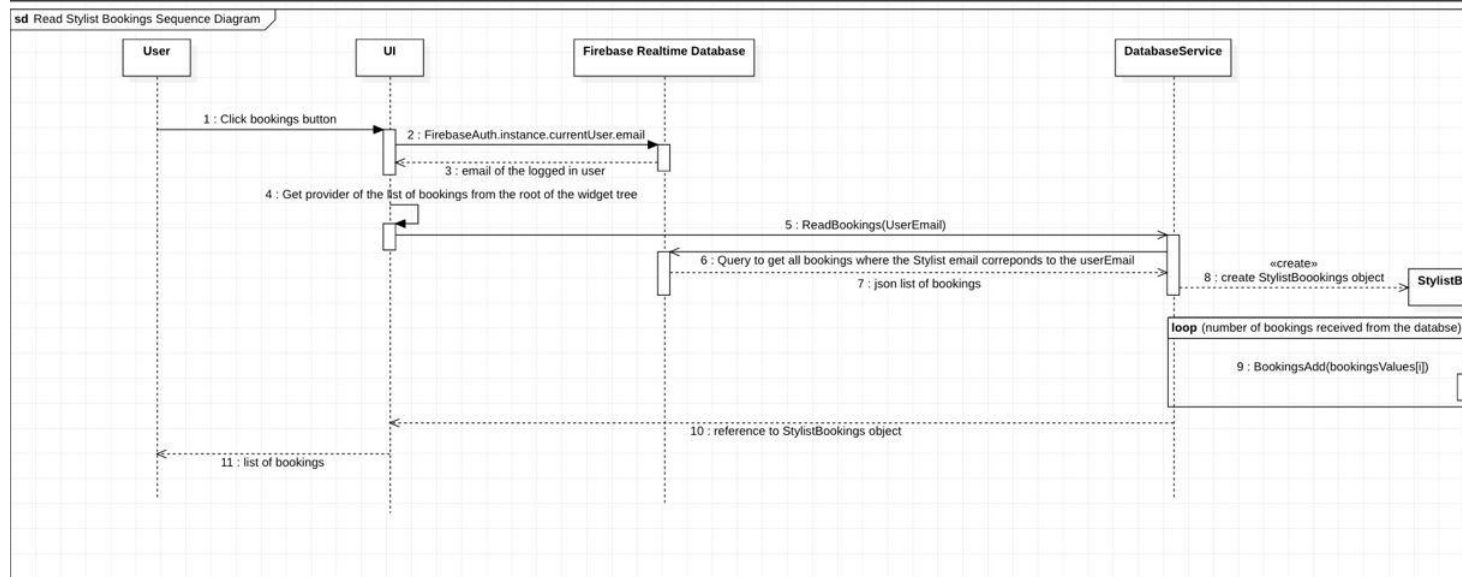 sd Read Stylist Bookings Sequence Diagram
User
UI
Firebase Realtime Database
DatabaseService
1 : Click bookings button
2 : FirebaseAuth.instance.currentUser.email
3 : email of the logged in user
4 : Get provider of the list of bookings from the root of the widget tree
5 : ReadBookings(UserEmail)
6 : Query to get all bookings where the Stylist email correponds to the userEmail
7 : json list of bookings
«create»
8 : create StylistBoookings object
StylistB
loop (number of bookings received from the databse)
9 : BookingsAdd(bookingsValues[i])
10 : reference to StylistBookings object
11 : list of bookings